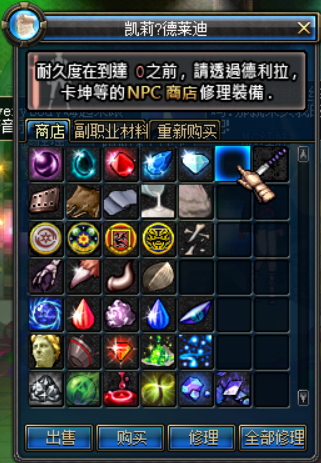 凯莉?德莱迪
耐久度在到達 0之前,請透過德利拉,
卡坤等的NPC 商店修理裝備.
商店 副职业材料 重新购买
出售 购买 修理 全部修理